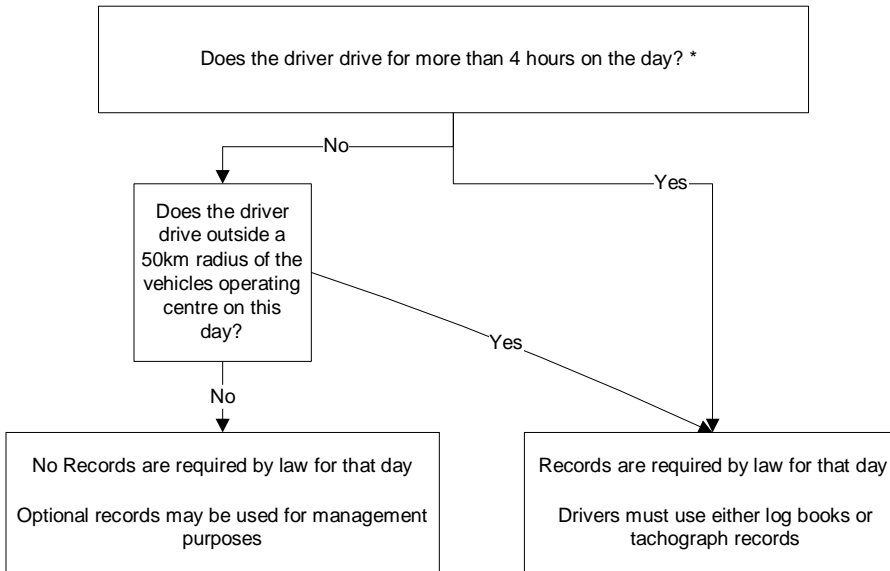 Does the driver drive for more than 4 hours on the day? *
No
Yes
Does the driver
drive outside a
50km radius of the
vehicles operating
centre on this
day?
Yes
No
No Records are required by law for that day
Optional records may be used for management
purposes
Records are required by law for that day
Drivers must use either log books or
tachograph records